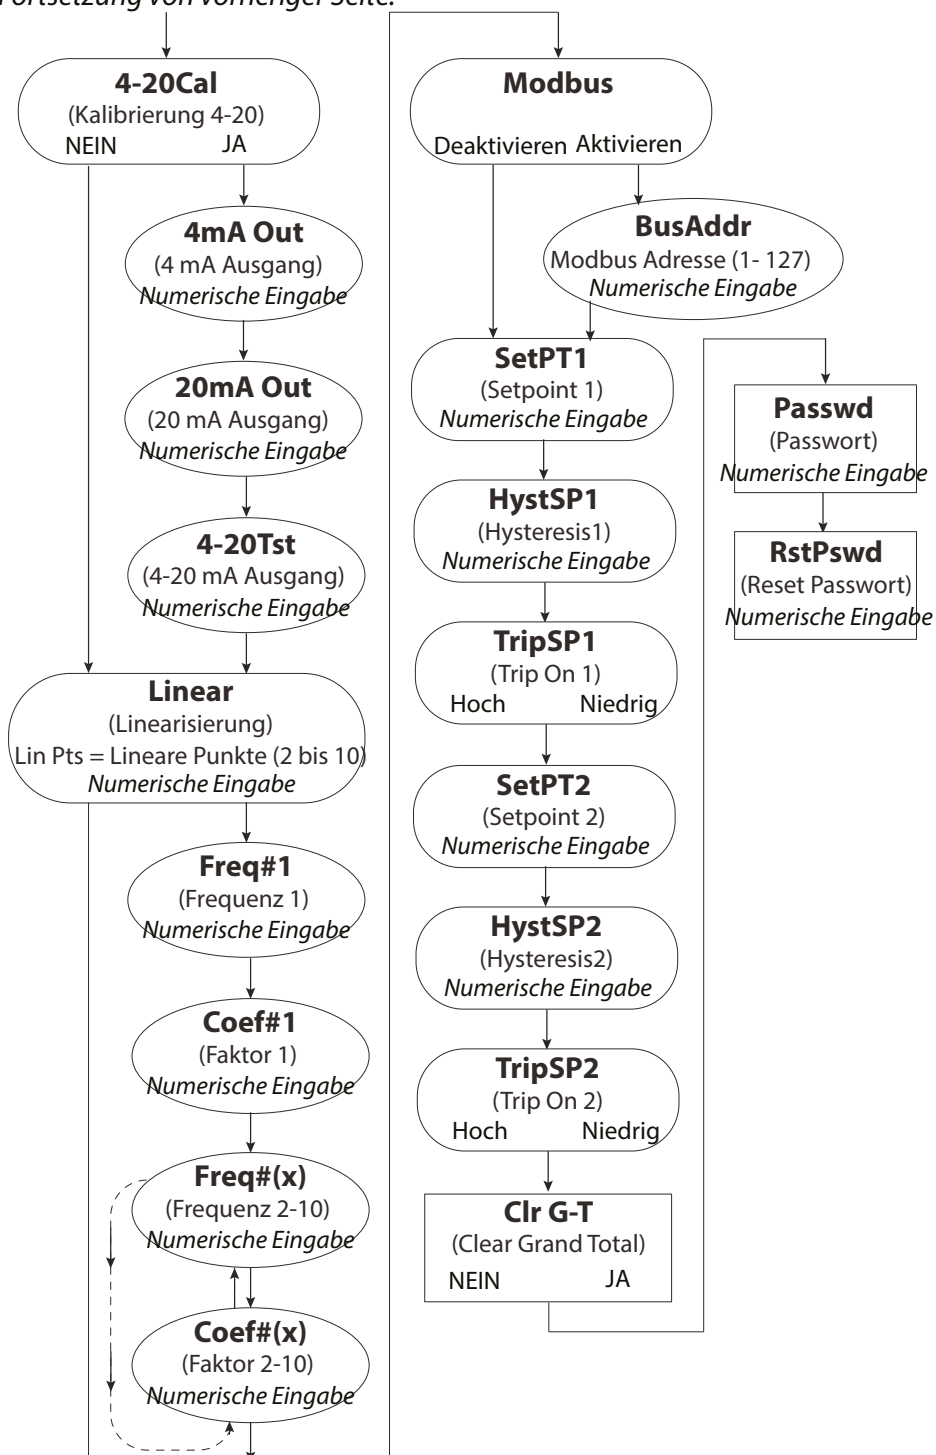 Fortsetzung von vorheriger Seite.
4-20Cal
(Kalibrierung 4-20)
NEIN JA
4mA Out
(4 mA Ausgang)
Numerische Eingabe
20mA Out
(20 mA Ausgang)
Numerische Eingabe
4-20Tst
(4-20 mA Ausgang)
Numerische Eingabe
Linear
(Linearisierung)
Lin Pts = Lineare Punkte (2 bis 10)
Numerische Eingabe
Freq#1
(Frequenz 1)
Numerische Eingabe
Coef#1
(Faktor 1)
Numerische Eingabe
Freq#(x)
(Frequenz 2-10)
Numerische Eingabe
Coef#(x)
(Faktor 2-10)
Numerische Eingabe
Modbus
Deaktivieren Aktivieren
BusAddr
Modbus Adresse (1- 127)
Numerische Eingabe
SetPT1
(Setpoint 1)
Numerische Eingabe
HystSP1
(Hysteresis1)
Numerische Eingabe
TripSP1
(Trip On 1)
Hoch Niedrig
SetPT2
(Setpoint 2)
Numerische Eingabe
HystSP2
(Hysteresis2)
Numerische Eingabe
TripSP2
(Trip On 2)
Hoch Niedrig
Clr G-T
(Clear Grand Total)
NEIN JA
Passwd
(Passwort)
Numerische Eingabe
RstPswd
(Reset Passwort)
Numerische Eingabe